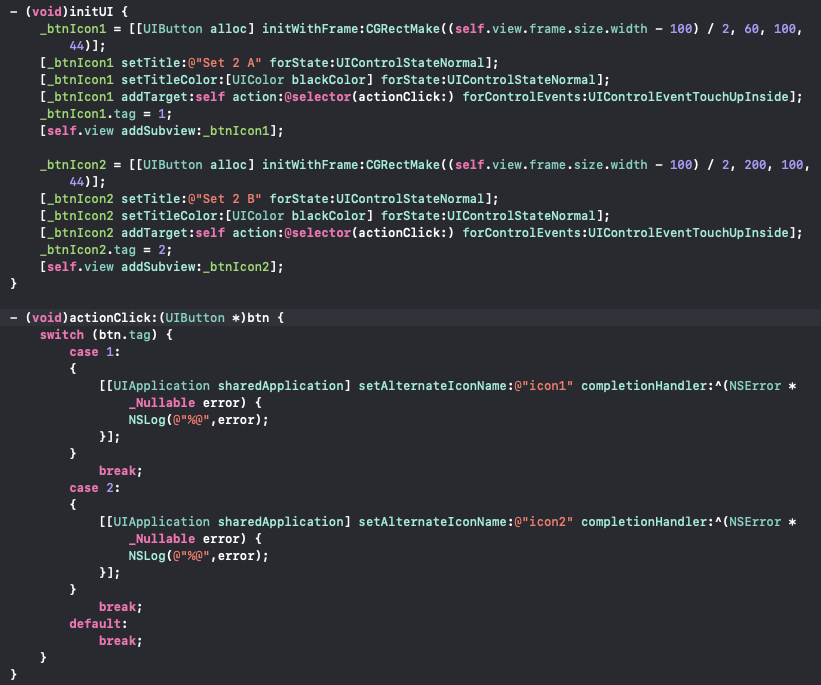 - (void)initUI {
    _btnIcon1 = [[UIButton alloc] initWithFrame:CGRectMake((self.view.frame.size.width - 100) / 2, 60, 100,
        44)];
    [_btnIcon1 setTitle:@"Set 2 A" forState:UIControlStateNormal];
    [_btnIcon1 setTitleColor:[UIColor blackColor] forState:UIControlStateNormal];
    [_btnIcon1 addTarget:self action:@selector(actionClick:) forControlEvents:UIControlEventTouchUpInside];
    _btnIcon1.tag = 1;
    [self.view addSubview:_btnIcon1];

    _btnIcon2 = [[UIButton alloc] initWithFrame:CGRectMake((self.view.frame.size.width - 100) / 2, 200, 100,
        44)];
    [_btnIcon2 setTitle:@"Set 2 B" forState:UIControlStateNormal];
    [_btnIcon2 setTitleColor:[UIColor blackColor] forState:UIControlStateNormal];
    [_btnIcon2 addTarget:self action:@selector(actionClick:) forControlEvents:UIControlEventTouchUpInside];
    _btnIcon2.tag = 2;
    [self.view addSubview:_btnIcon2];
}

- (void)actionClick:(UIButton *)btn {
    switch (btn.tag) {
        case 1:
        {
            [[UIApplication sharedApplication] setAlternateIconName:@"icon1" completionHandler:^(NSError *
                _Nullable error) {
                NSLog(@"%@",error);
            }];
        }
            break;
        case 2:
        {
            [[UIApplication sharedApplication] setAlternateIconName:@"icon2" completionHandler:^(NSError *
                _Nullable error) {
                NSLog(@"%@",error);
            }];
        }
            break;
        default:
            break;
    }
}